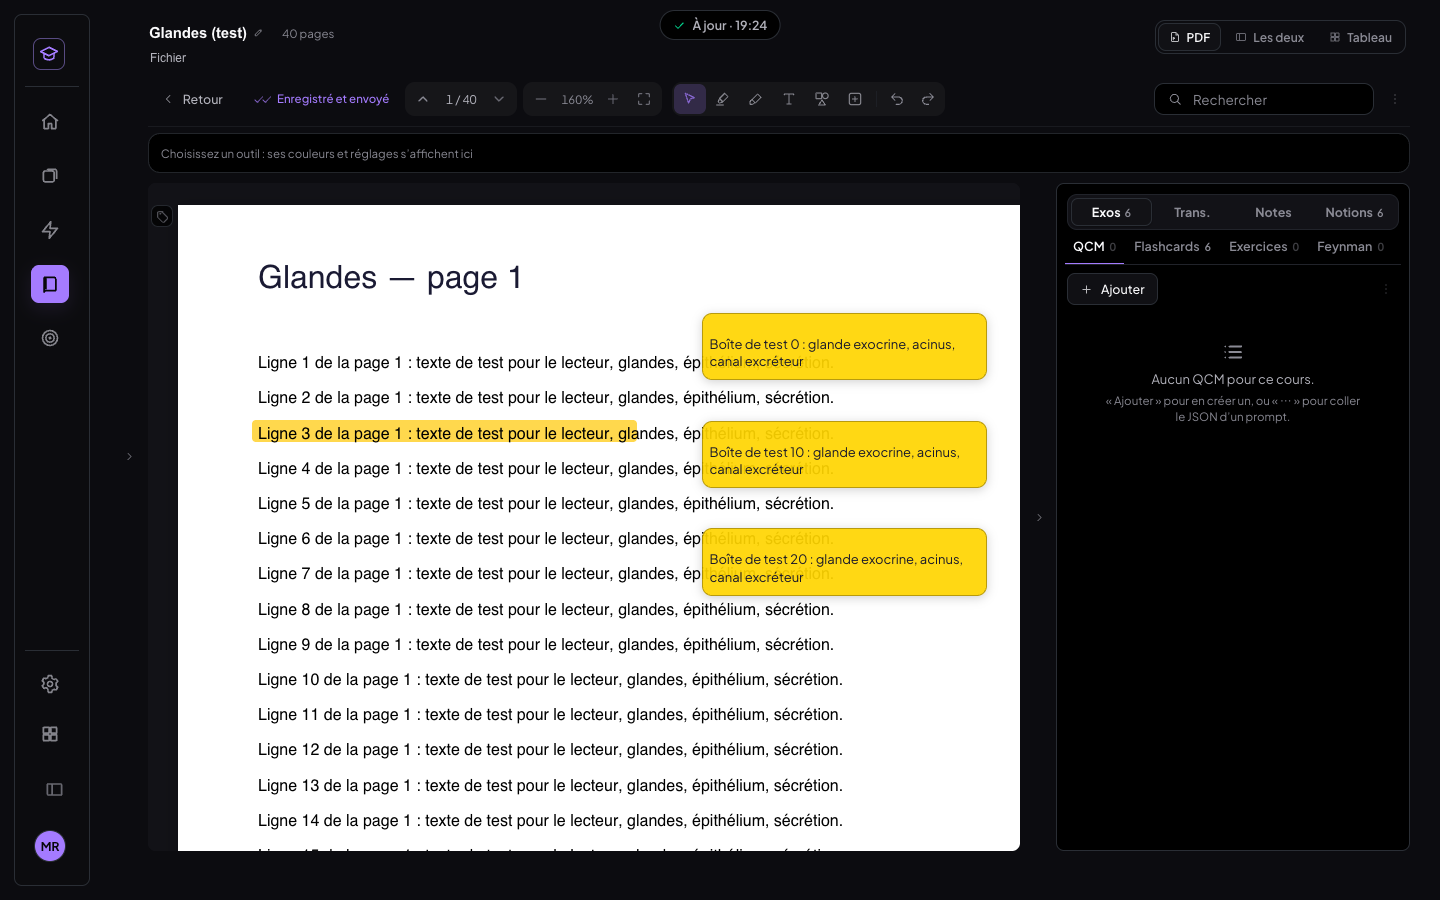 Glandes (test)
40 pages
À jour · 19:24
PDF
Les deux
Tableau
Fichier
Retour
Enregistré et envoyé
1 / 40
160%
Rechercher
Choisissez un outil : ses couleurs et réglages s'affichent ici
Glandes — page 1
Ligne 1 de la page 1 : texte de test pour le lecteur, glandes, épithélium, sécrétion.
Ligne 2 de la page 1 : texte de test pour le lecteur, glandes, épithélium, sécrétion.
Ligne 3 de la page 1 : texte de test pour le lecteur, glandes, épithélium, sécrétion.
Ligne 4 de la page 1 : texte de test pour le lecteur, glandes, épithélium, sécrétion.
Ligne 5 de la page 1 : texte de test pour le lecteur, glandes, épithélium, sécrétion.
Ligne 6 de la page 1 : texte de test pour le lecteur, glandes, épithélium, sécrétion.
Ligne 7 de la page 1 : texte de test pour le lecteur, glandes, épithélium, sécrétion.
Ligne 8 de la page 1 : texte de test pour le lecteur, glandes, épithélium, sécrétion.
Ligne 9 de la page 1 : texte de test pour le lecteur, glandes, épithélium, sécrétion.
Ligne 10 de la page 1 : texte de test pour le lecteur, glandes, épithélium, sécrétion.
Ligne 11 de la page 1 : texte de test pour le lecteur, glandes, épithélium, sécrétion.
Ligne 12 de la page 1 : texte de test pour le lecteur, glandes, épithélium, sécrétion.
Ligne 13 de la page 1 : texte de test pour le lecteur, glandes, épithélium, sécrétion.
Ligne 14 de la page 1 : texte de test pour le lecteur, glandes, épithélium, sécrétion.
Boîte de test 0 : glande exocrine, acinus,
canal excréteur
Boîte de test 10 : glande exocrine, acinus,
canal excréteur
Boîte de test 20 : glande exocrine, acinus,
canal excréteur
Exos 6
Trans.
Notes
Notions 6
QCM 0
Flashcards 6
Exercices 0
Feynman 0
Ajouter
Aucun QCM pour ce cours.
« Ajouter » pour en créer un, ou « ··· » pour coller
le JSON d'un prompt.
MR